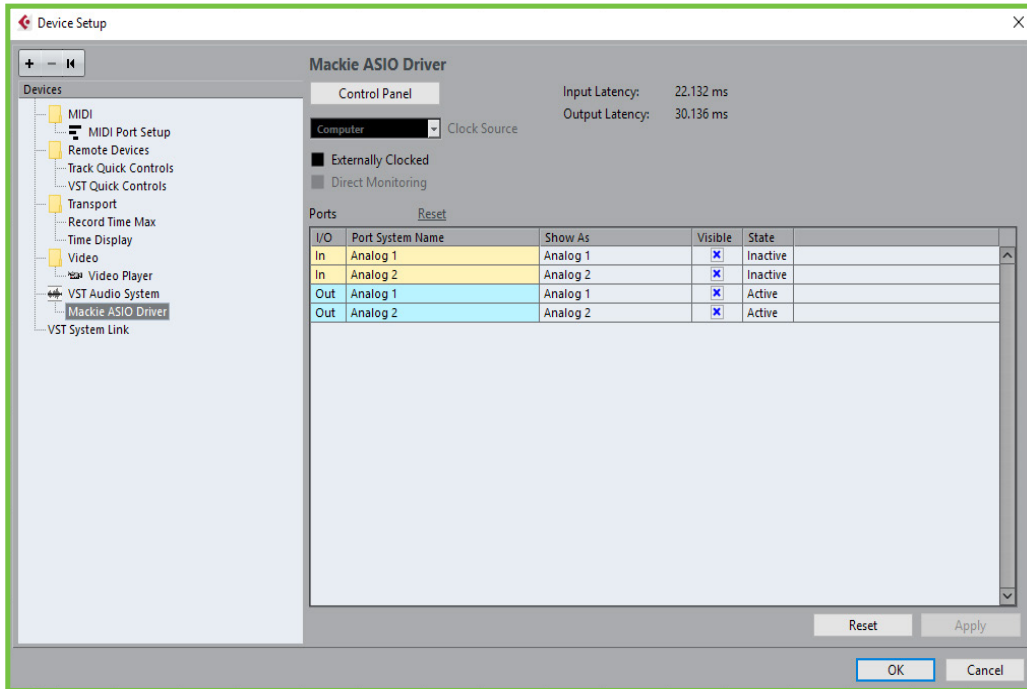 Device Setup
Devices
MIDI
MIDI Port Setup
Remote Devices
Track Quick Controls
VST Quick Controls
Transport
Record Time Max
Time Display
Video
Video Player
VST Audio System
Mackie ASIO Driver
VST System Link
Mackie ASIO Driver
Control Panel
Input Latency: 22.132 ms
Output Latency: 30.136 ms
Computer Clock Source
Externally Clocked
Direct Monitoring
Ports Reset
I/O Port System Name Show As Visible State
In Analog 1 Analog 1 Inactive
In Analog 2 Analog 2 Inactive
Out Analog 1 Analog 1 Active
Out Analog 2 Analog 2 Active
Reset Apply
OK Cancel